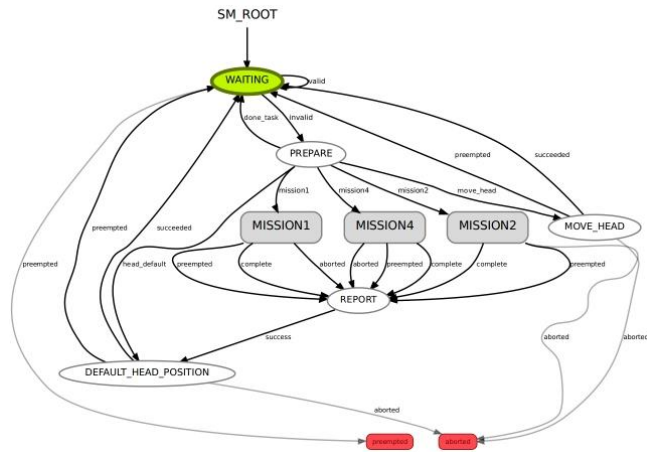 SM_ROOT
WAITING
valid
done_task
invalid
PREPARE
preempted
succeeded
mission1
mission4
mission2
move_head
MISSION1
MISSION4
MISSION2
MOVE_HEAD
preempted
succeeded
preempted
head_default
preempted
complete
aborted
aborted
preempted
complete
complete
preempted
REPORT
success
aborted
aborted
DEFAULT_HEAD_POSITION
aborted
preempted
aborted